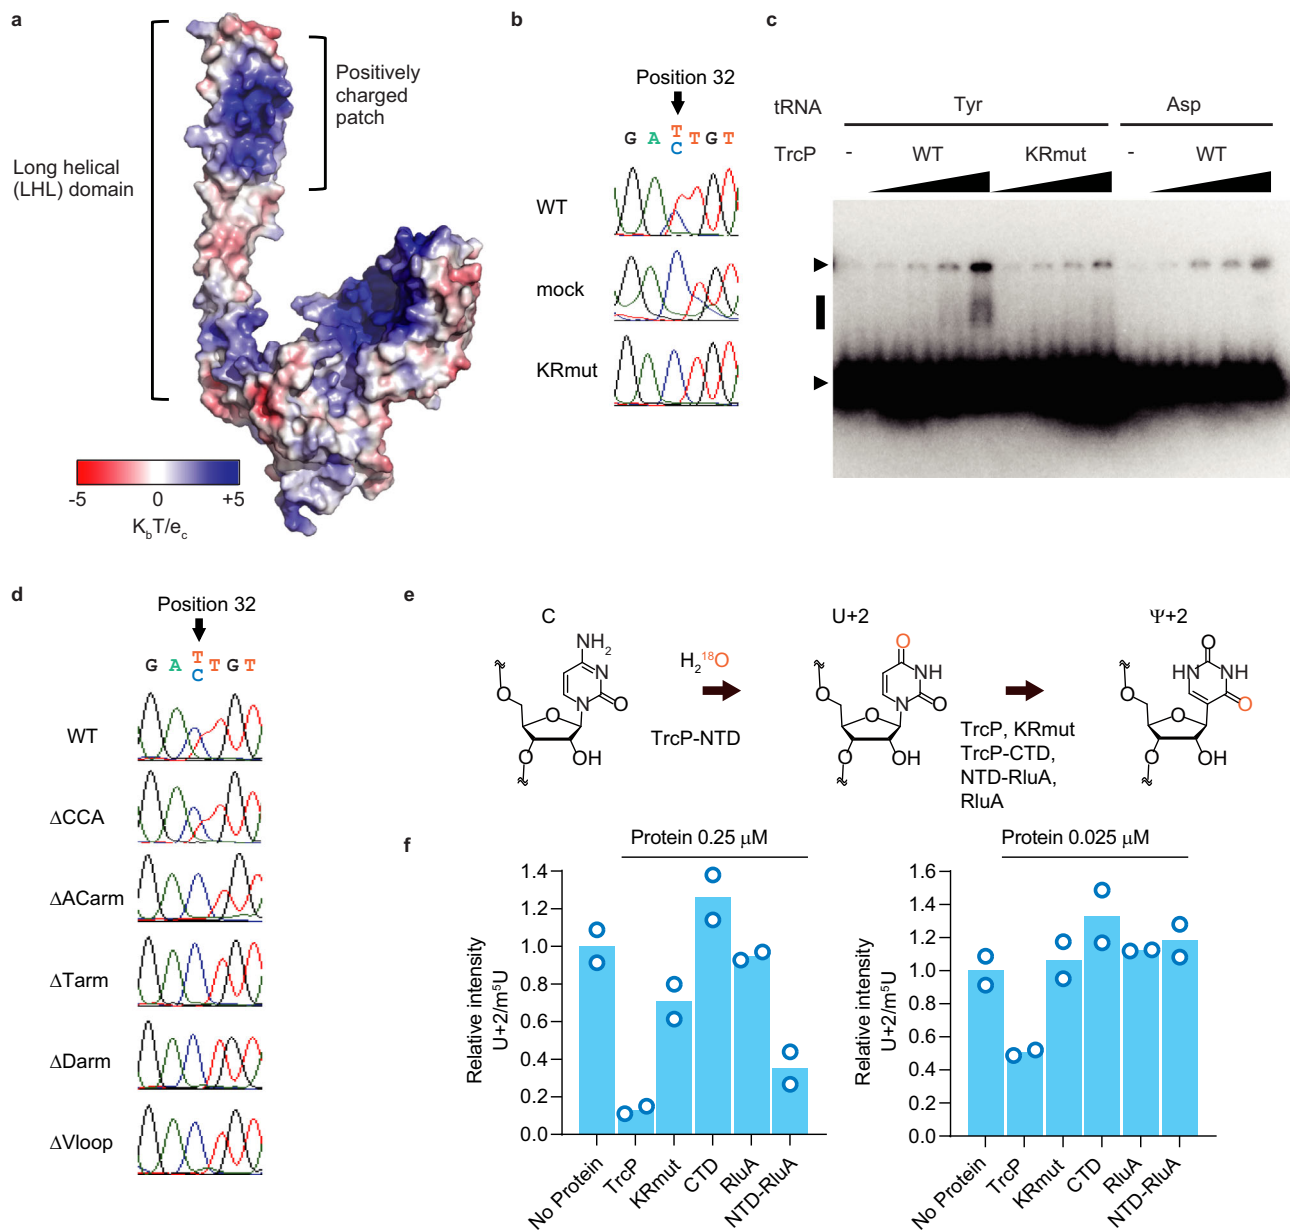 a
Long helical
(LHL) domain
Positively
charged
patch
-5 0 +5
KbT/ec
b
Position 32
G A T T G T
C
WT
mock
KRmut
c
tRNA Tyr Asp
TrcP - WT KRmut - WT
d
Position 32
G A T T G T
C
WT
ΔCCA
ΔACarm
ΔTarm
ΔDarm
ΔVloop
e
C
NH2
N
N
O
O
O
O
OH
H218O
TrcP-NTD
U+2
O
NH
N
O
O
O
O
OH
TrcP, KRmut
TrcP-CTD,
NTD-RluA,
RluA
Ψ+2
O
HN NH
O
O
O
O
OH
f
Protein 0.25 μM
Relative intensity
U+2/m5U
1.4
1.2
1.0
0.8
0.6
0.4
0.2
0.0
No Protein
TrcP
KRmut
CTD
RluA
NTD-RluA
Protein 0.025 μM
Relative intensity
U+2/m5U
1.6
1.4
1.2
1.0
0.8
0.6
0.4
0.2
0.0
No Protein
TrcP
KRmut
CTD
RluA
NTD-RluA